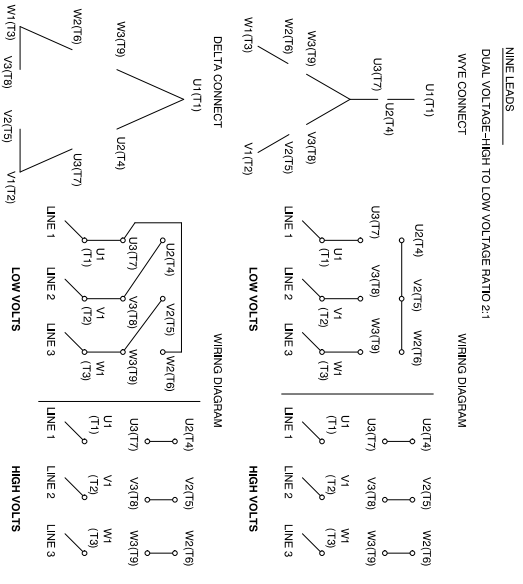 NINE LEADS
DUAL VOLTAGE-HIGH TO LOW VOLTAGE RATIO 2:1
WYE CONNECT
WIRING DIAGRAM
U1(T1)
U3(T7)
U2(T4)
W3(T9)
W2(T6)
W1(T3)
V3(T8)
V2(T5)
V1(T2)
U2(T4) V2(T5) W2(T6)
U3(T7) V3(T8) W3(T9)
U1 (T1)
V1 (T2)
W1 (T3)
LINE 1 LINE 2 LINE 3
LOW VOLTS
U2(T4) V2(T5) W2(T6)
U3(T7) V3(T8) W3(T9)
U1 (T1)
V1 (T2)
W1 (T3)
LINE 1 LINE 2 LINE 3
HIGH VOLTS
DELTA CONNECT
WIRING DIAGRAM
U1(T1)
W3(T9)
U2(T4)
W2(T6)
U3(T7)
W1(T3)
V3(T8)
V2(T5)
V1(T2)
U2(T4) V2(T5) W2(T6)
U3(T7) V3(T8) W3(T9)
U1 (T1)
V1 (T2)
W1 (T3)
LINE 1 LINE 2 LINE 3
LOW VOLTS
U2(T4) V2(T5) W2(T6)
U3(T7) V3(T8) W3(T9)
U1 (T1)
V1 (T2)
W1 (T3)
LINE 1 LINE 2 LINE 3
HIGH VOLTS